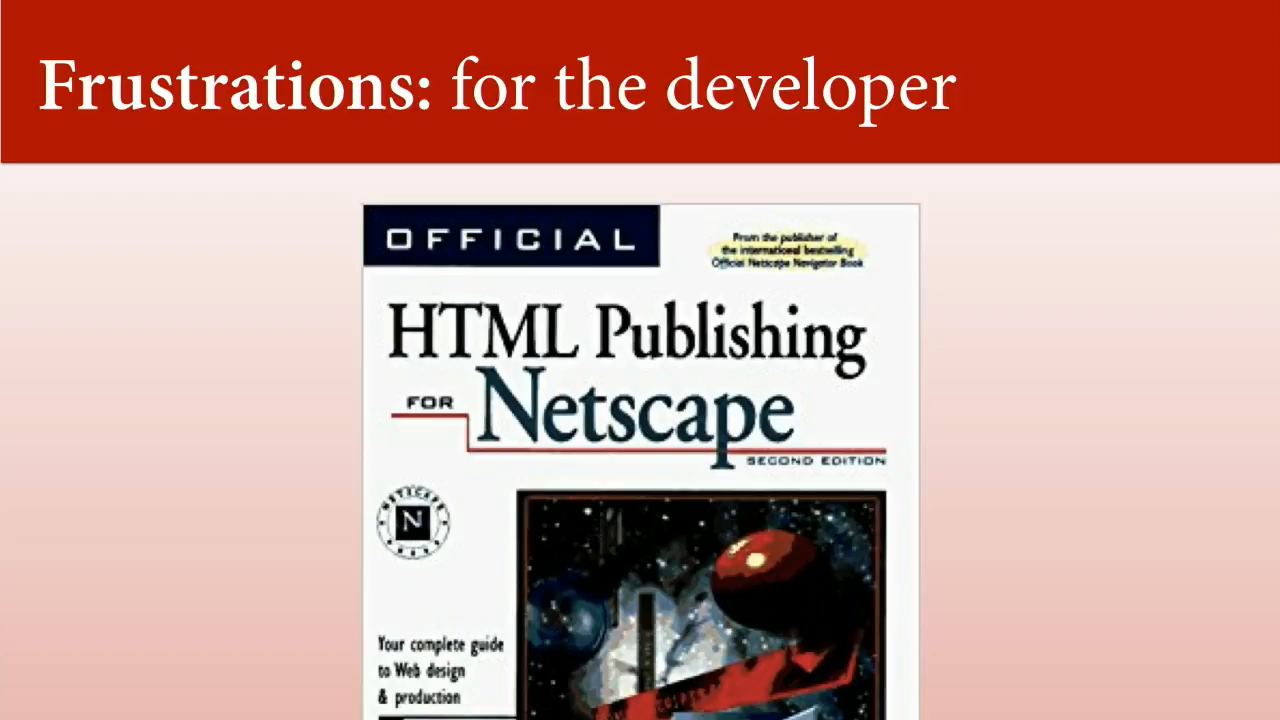 Frustrations: for the developer
OFFICIAL
From the publisher of
the international bestselling
Official Netscape Navigator Book
HTML Publishing
FOR Netscape
SECOND EDITION
NETSCAPE
N
Your complete guide
to Web design
& production